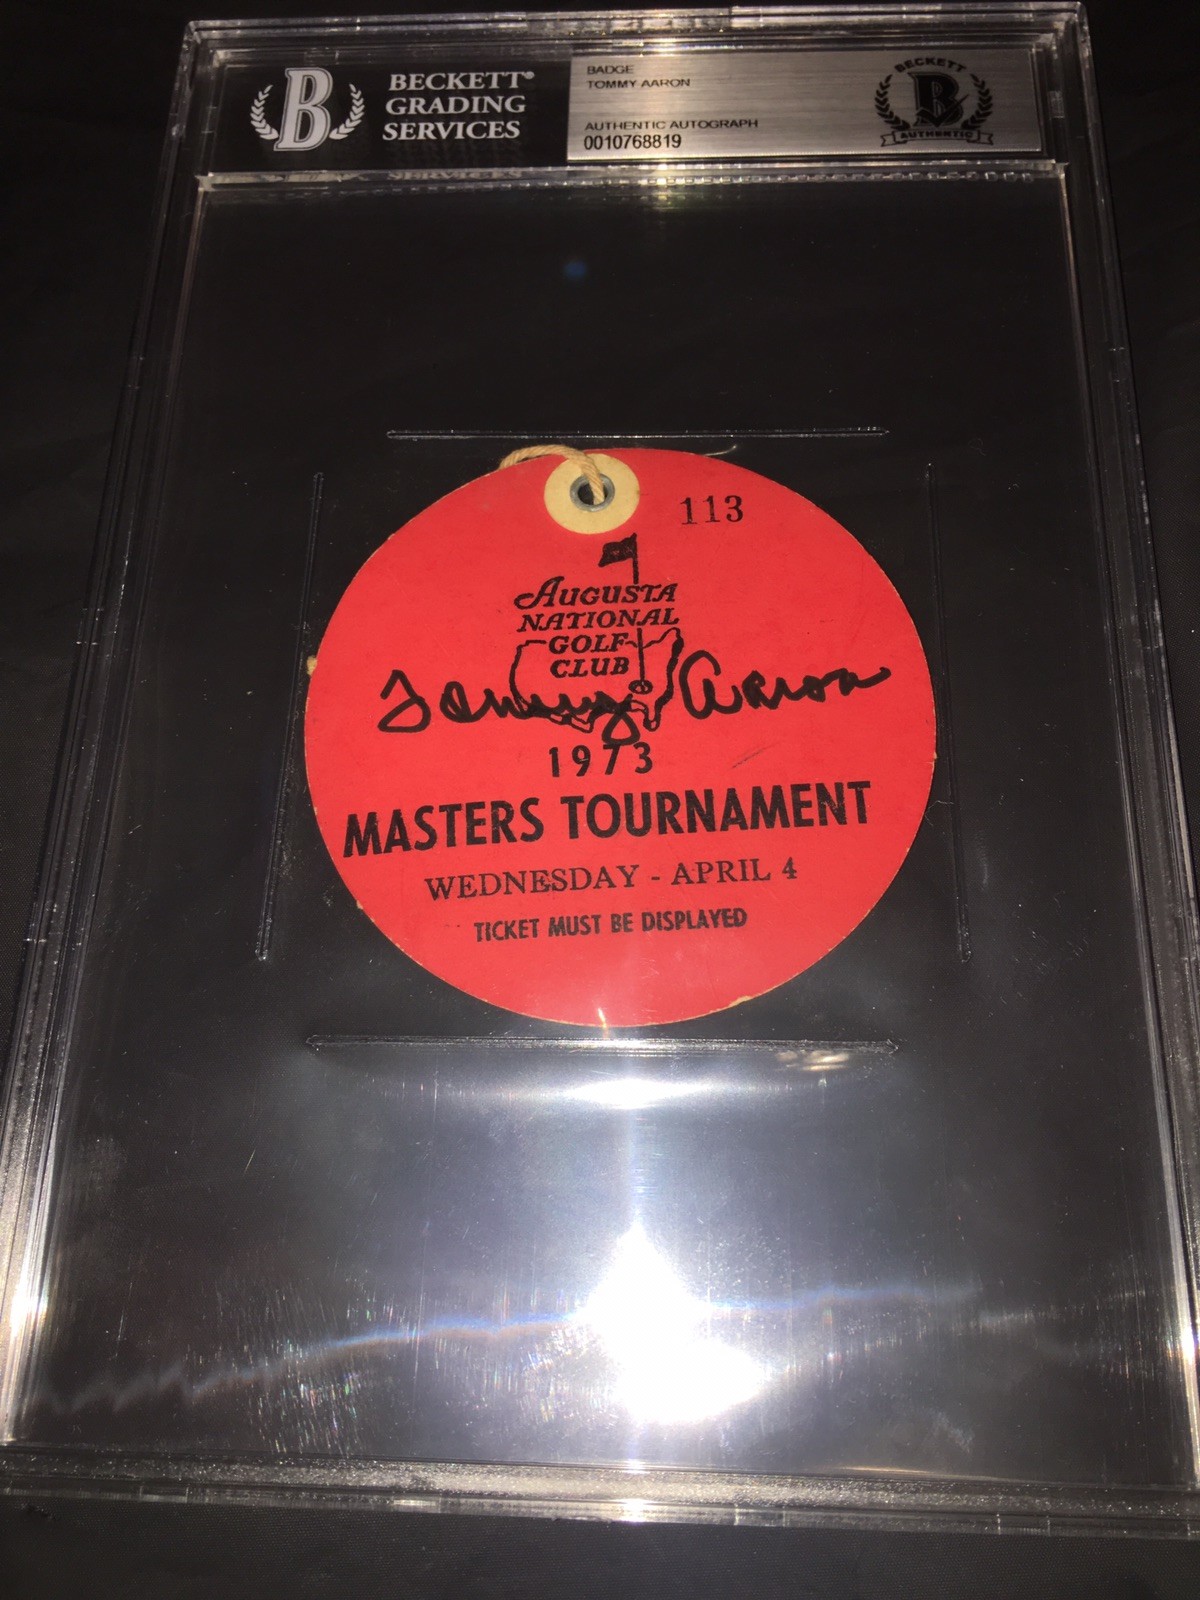 BECKETT®
GRADING
SERVICES
BADGE
TOMMY AARON
AUTHENTIC AUTOGRAPH
0010768819
BECKETT
B
AUTHENTIC
B
113
AUGUSTA
NATIONAL
GOLF
CLUB
Tommy Aaron
1973
MASTERS TOURNAMENT
WEDNESDAY - APRIL 4
TICKET MUST BE DISPLAYED